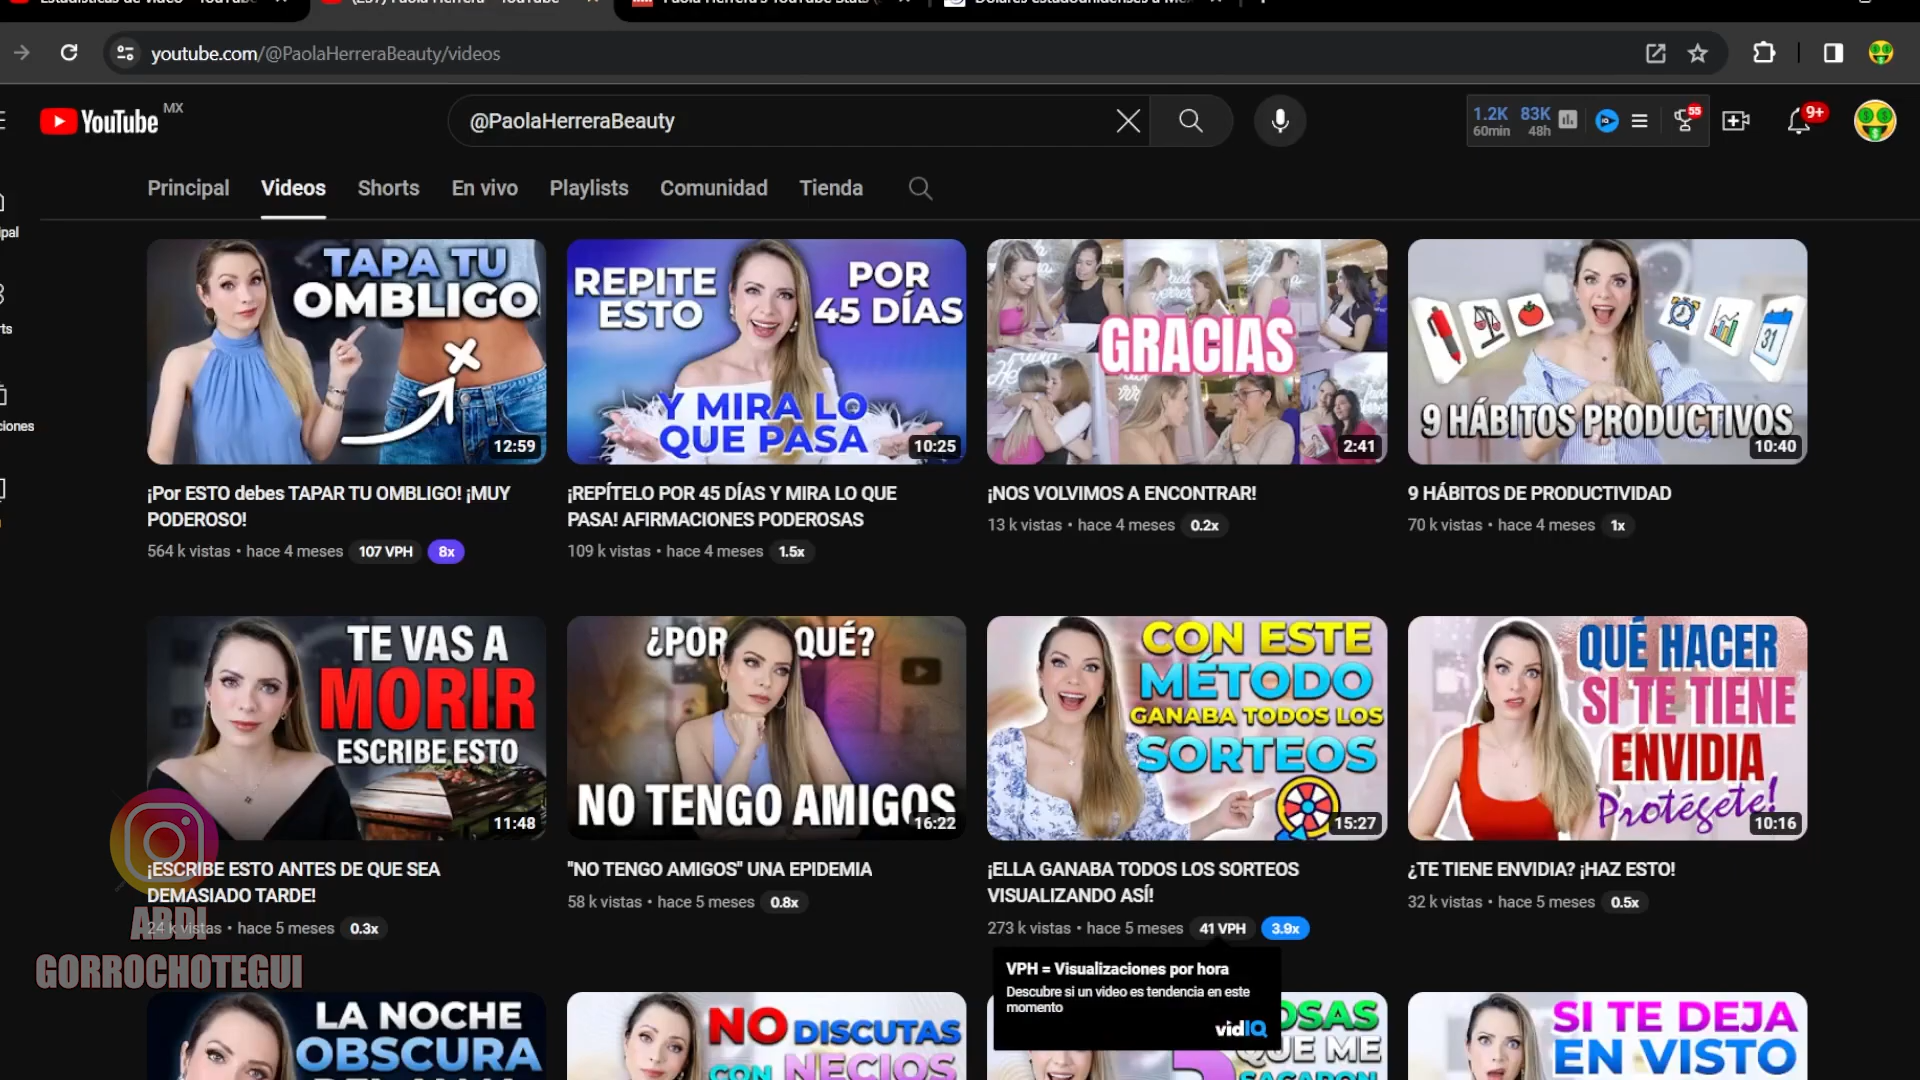 youtube.com/@PaolaHerreraBeauty/videos
YouTube MX
@PaolaHerreraBeauty
1.2K 83K
60min 48h
55
9+
Principal Videos Shorts En vivo Playlists Comunidad Tienda
TAPA TU
OMBLIGO
12:59
REPITE
ESTO
POR
45 DÍAS
Y MIRA LO
QUE PASA
10:25
GRACIAS
2:41
31
9 HÁBITOS PRODUCTIVOS
10:40
¡Por ESTO debes TAPAR TU OMBLIGO! ¡MUY
PODEROSO!
564 k vistas • hace 4 meses 107 VPH 8x
¡REPÍTELO POR 45 DÍAS Y MIRA LO QUE
PASA! AFIRMACIONES PODEROSAS
109 k vistas • hace 4 meses 1.5x
¡NOS VOLVIMOS A ENCONTRAR!
13 k vistas • hace 4 meses 0.2x
9 HÁBITOS DE PRODUCTIVIDAD
70 k vistas • hace 4 meses 1x
TE VAS A
MORIR
ESCRIBE ESTO
11:48
¿POR QUÉ?
NO TENGO AMIGOS
16:22
CON ESTE
MÉTODO
GANABA TODOS LOS
SORTEOS
15:27
QUÉ HACER
SI TE TIENE
ENVIDIA
Protégete!
10:16
¡ESCRIBE ESTO ANTES DE QUE SEA
DEMASIADO TARDE!
24 k vistas • hace 5 meses 0.3x
"NO TENGO AMIGOS" UNA EPIDEMIA
58 k vistas • hace 5 meses 0.8x
¡ELLA GANABA TODOS LOS SORTEOS
VISUALIZANDO ASÍ!
273 k vistas • hace 5 meses 41 VPH 3.9x
¿TE TIENE ENVIDIA? ¡HAZ ESTO!
32 k vistas • hace 5 meses 0.5x
ABDI
GORROCHOTEGUI
VPH = Visualizaciones por hora
Descubre si un video es tendencia en este
momento
vidIQ
LA NOCHE
OBSCURA
NO DISCUTAS
CON NECIOS
QUE ME
SI TE DEJA
EN VISTO